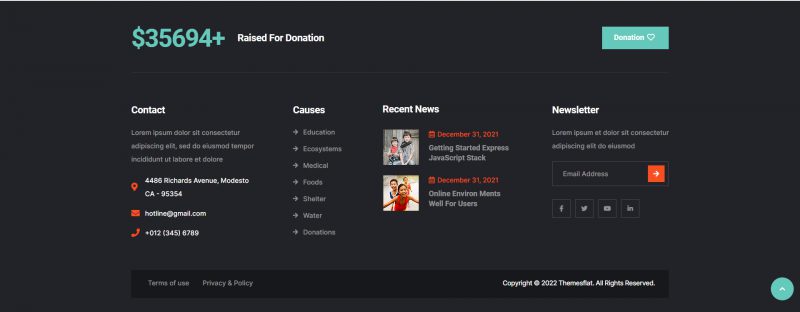 $35694+ Raised For Donation
Donation
Contact
Lorem ipsum dolor sit consectetur
adipiscing elit, sed do eiusmod tempor
incididunt ut labore et dolore
4486 Richards Avenue, Modesto
CA - 95354
hotline@gmail.com
+012 (345) 6789
Causes
Education
Ecosystems
Medical
Foods
Shelter
Water
Donations
Recent News
December 31, 2021
Getting Started Express
JavaScript Stack
December 31, 2021
Online Environ Ments
Well For Users
Newsletter
Lorem ipsum et dolor sit consectetur
adipiscing elit do eiusmod
Email Address
Terms of use
Privacy & Policy
Copyright © 2022 Themesflat. All Rights Reserved.